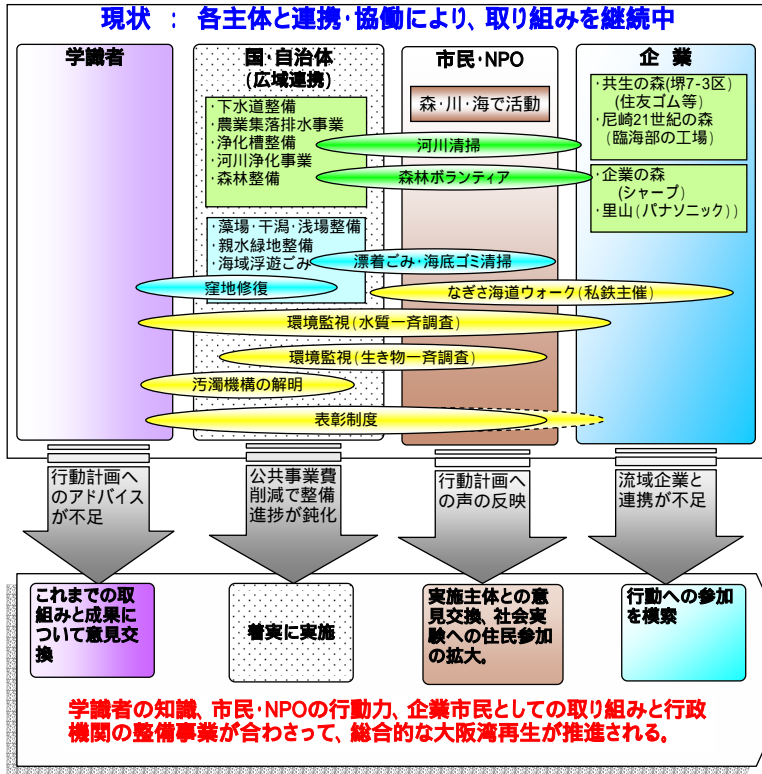 現状 ： 各主体と連携・協働により、取り組みを継続中
学識者
国・自治体
(広域連携)
市民・NPO
企 業
・下水道整備
・農業集落排水事業
・浄化槽整備
・河川浄化事業
・森林整備
森・川・海で活動
・共生の森(堺7-3区)
(住友ゴム等)
・尼崎21世紀の森
(臨海部の工場)
河川清掃
森林ボランティア
・企業の森
(シャープ)
・里山(パナソニック))
・藻場・干潟・浅場整備
・親水緑地整備
・海域浮遊ごみ
漂着ごみ・海底ゴミ清掃
窪地修復
なぎさ海道ウォーク(私鉄主催)
環境監視(水質一斉調査)
環境監視(生き物一斉調査)
汚濁機構の解明
表彰制度
行動計画へ
のアドバイス
が不足
公共事業費
削減で整備
進捗が鈍化
行動計画へ
の声の反映
流域企業と
連携が不足
これまでの取
組みと成果に
ついて意見交
換
着実に実施
実施主体との意
見交換、社会実
験への住民参加
の拡大。
行動への参加
を模索
学識者の知識、市民・NPOの行動力、企業市民としての取り組みと行政
機関の整備事業が合わさって、総合的な大阪湾再生が推進される。